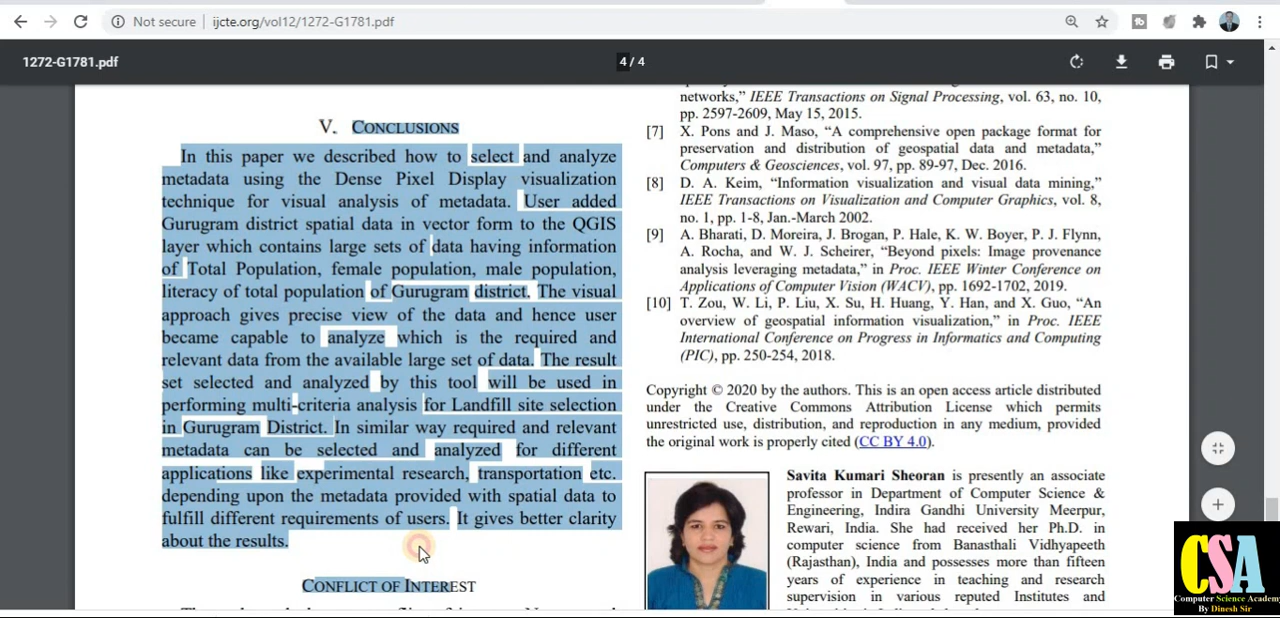 Not secure | ijcte.org/vol12/1272-G1781.pdf
1272-G1781.pdf
4 / 4
V. CONCLUSIONS
In this paper we described how to select and analyze
metadata using the Dense Pixel Display visualization
technique for visual analysis of metadata. User added
Gurugram district spatial data in vector form to the QGIS
layer which contains large sets of data having information
of Total Population, female population, male population,
literacy of total population of Gurugram district. The visual
approach gives precise view of the data and hence user
became capable to analyze which is the required and
relevant data from the available large set of data. The result
set selected and analyzed by this tool will be used in
performing multi-criteria analysis for Landfill site selection
in Gurugram District. In similar way required and relevant
metadata can be selected and analyzed for different
applications like experimental research, transportation etc.
depending upon the metadata provided with spatial data to
fulfill different requirements of users. It gives better clarity
about the results.
CONFLICT OF INTEREST
networks,” IEEE Transactions on Signal Processing, vol. 63, no. 10,
pp. 2597-2609, May 15, 2015.
[7] X. Pons and J. Maso, “A comprehensive open package format for
preservation and distribution of geospatial data and metadata,”
Computers & Geosciences, vol. 97, pp. 89-97, Dec. 2016.
[8] D. A. Keim, “Information visualization and visual data mining,”
IEEE Transactions on Visualization and Computer Graphics, vol. 8,
no. 1, pp. 1-8, Jan.-March 2002.
[9] A. Bharati, D. Moreira, J. Brogan, P. Hale, K. W. Boyer, P. J. Flynn,
A. Rocha, and W. J. Scheirer, “Beyond pixels: Image provenance
analysis leveraging metadata,” in Proc. IEEE Winter Conference on
Applications of Computer Vision (WACV), pp. 1692-1702, 2019.
[10] T. Zou, W. Li, P. Liu, X. Su, H. Huang, Y. Han, and X. Guo, “An
overview of geospatial information visualization,” in Proc. IEEE
International Conference on Progress in Informatics and Computing
(PIC), pp. 250-254, 2018.
Copyright © 2020 by the authors. This is an open access article distributed
under the Creative Commons Attribution License which permits
unrestricted use, distribution, and reproduction in any medium, provided
the original work is properly cited (CC BY 4.0).
Savita Kumari Sheoran is presently an associate
professor in Department of Computer Science &
Engineering, Indira Gandhi University Meerpur,
Rewari, India. She had received her Ph.D. in
computer science from Banasthali Vidhyapeeth
(Rajasthan), India and possesses more than fifteen
years of experience in teaching and research
supervision in various reputed Institutes and
CSA
Computer Science Academy
By Dinesh Sir